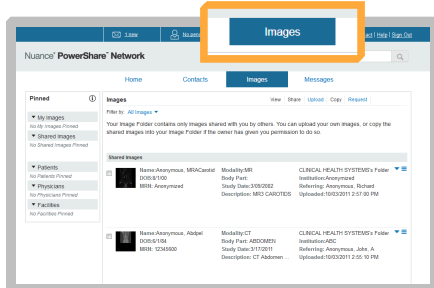 Images
1 new
No pen
act | Help | Sign Out
Nuance® PowerShare™ Network
Home Contacts Images Messages
Pinned
My Images
No My Images Pinned
Shared Images
No Shared Images Pinned
Patients
No Patients Pinned
Physicians
No Physicians Pinned
Facilities
No Facilities Pinned
Images View Share Upload Copy Request
Filter by: All Images
Your Image Folder contains only images shared with you by others. You can upload your own images, or copy the
shared images into your Image Folder if the owner has given you permission
to do so.
Shared Images
Name:Anonymous, MRACarotid Modality:MR CLINICAL HEALTH SYSTEMS's Folder
DOB:8/1/00 Body Part: Institution:Anonymized
MRN: Anonymized Study Date:3/09/2002 Referring: Anonymous, Richard
Description: MR3 CAROTIDS Uploaded:10/03/2011 2:57:00 PM
Name:Anonymous, Abdpel Modality:CT CLINICAL HEALTH SYSTEMS's Folder
DOB:6/1/84 Body Part: ABDOMEN Institution:ABC
MRN: 12345600 Study Date:3/17/2011 Referring: Anonymous, John, A
Description: CT Abdomen ... Uploaded:10/03/2011 2:55:10 PM